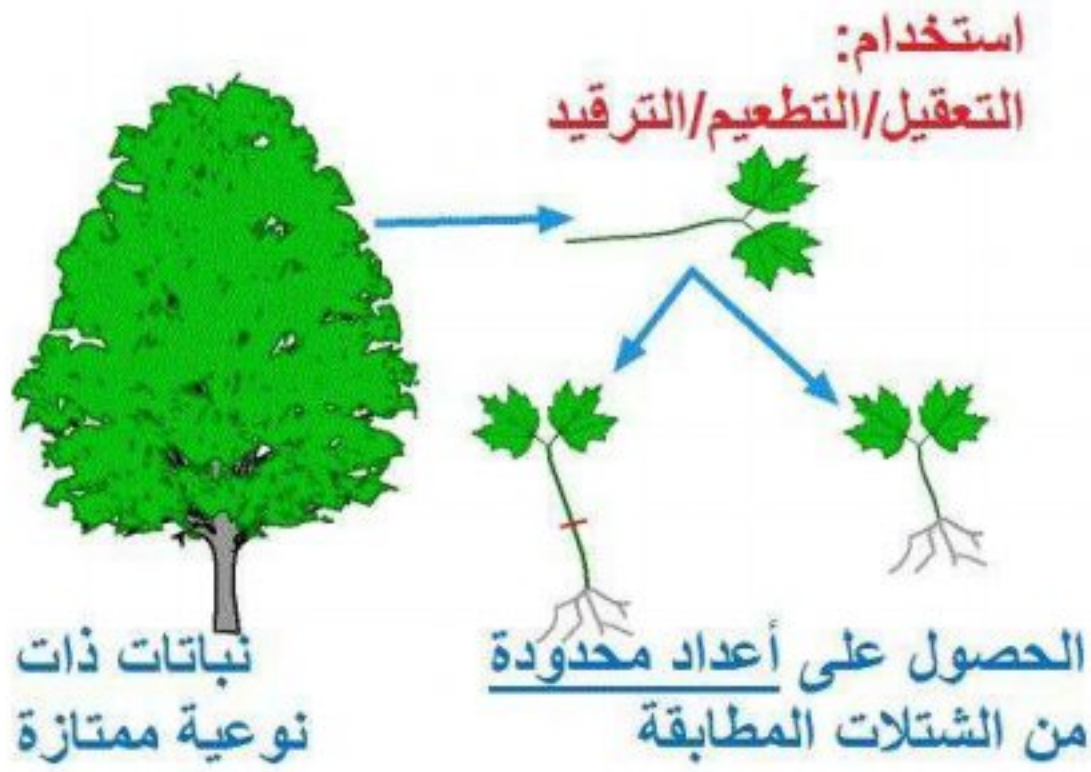 استخدام:
التعقيل/التطعيم/الترقيد
الحصول على أعداد محدودة
من الشتلات المطابقة
نباتات ذات
نوعية ممتازة